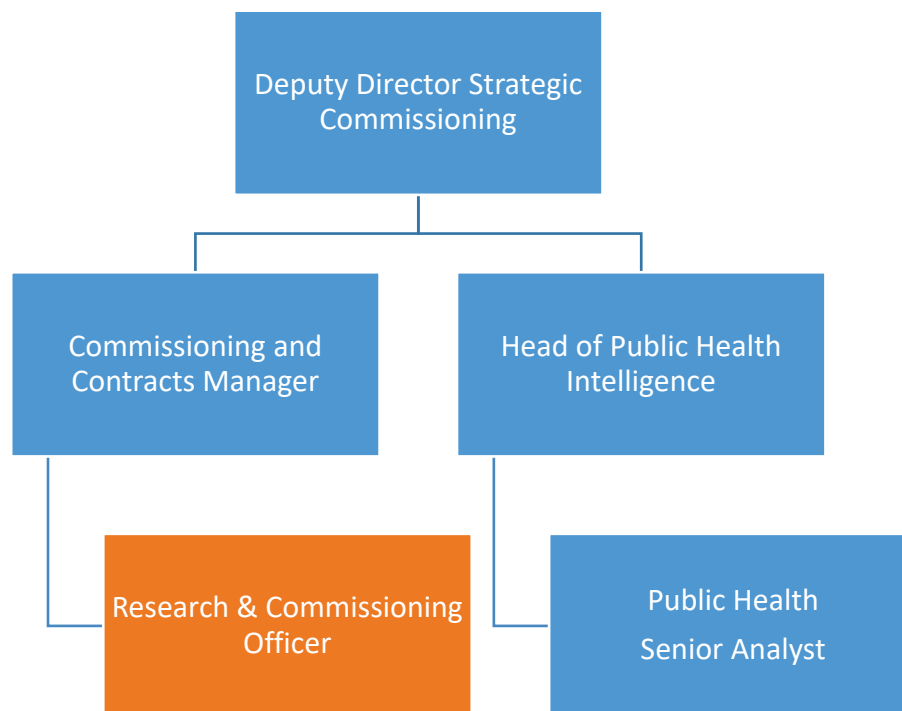 Deputy Director Strategic
Commissioning
Commissioning and
Contracts Manager
Head of Public Health
Intelligence
Research & Commissioning
Officer
Public Health
Senior Analyst